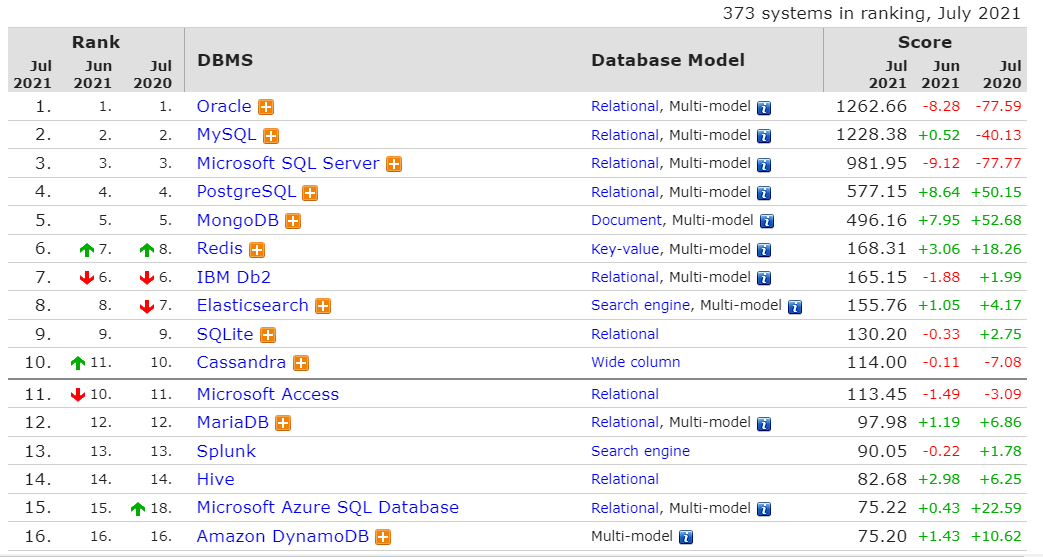 373 systems in ranking, July 2021
Rank DBMS Database Model Score
Jul 2021 Jun 2021 Jul 2020 Jul 2021 Jun 2021 Jul 2020
1. 1. 1. Oracle Relational, Multi-model 1262.66 -8.28 -77.59
2. 2. 2. MySQL Relational, Multi-model 1228.38 +0.52 -40.13
3. 3. 3. Microsoft SQL Server Relational, Multi-model 981.95 -9.12 -77.77
4. 4. 4. PostgreSQL Relational, Multi-model 577.15 +8.64 +50.15
5. 5. 5. MongoDB Document, Multi-model 496.16 +7.95 +52.68
6. 7. 8. Redis Key-value, Multi-model 168.31 +3.06 +18.26
7. 6. 6. IBM Db2 Relational, Multi-model 165.15 -1.88 +1.99
8. 8. 7. Elasticsearch Search engine, Multi-model 155.76 +1.05 +4.17
9. 9. 9. SQLite Relational 130.20 -0.33 +2.75
10. 11. 10. Cassandra Wide column 114.00 -0.11 -7.08
11. 10. 11. Microsoft Access Relational 113.45 -1.49 -3.09
12. 12. 12. MariaDB Relational, Multi-model 97.98 +1.19 +6.86
13. 13. 13. Splunk Search engine 90.05 -0.22 +1.78
14. 14. 14. Hive Relational 82.68 +2.98 +6.25
15. 15. 18. Microsoft Azure SQL Database Relational, Multi-model 75.22 +0.43 +22.59
16. 16. 16. Amazon DynamoDB Multi-model 75.20 +1.43 +10.62